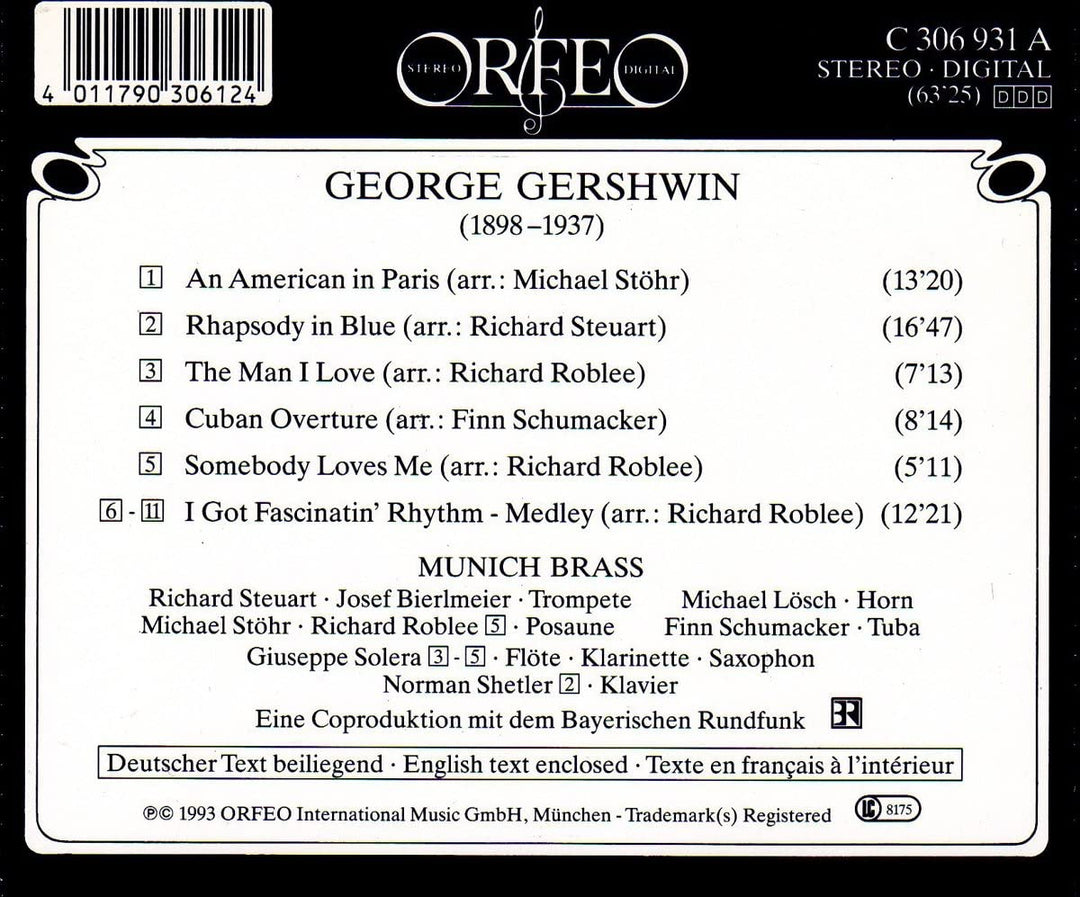 4 011790 306124
STEREO ORFEO DIGITAL
C 306 931 A
STEREO · DIGITAL
(63'25) DDD
GEORGE GERSHWIN
(1898–1937)
1 An American in Paris (arr.: Michael Stöhr) (13'20)
2 Rhapsody in Blue (arr.: Richard Steuart) (16'47)
3 The Man I Love (arr.: Richard Roblee) (7'13)
4 Cuban Overture (arr.: Finn Schumacker) (8'14)
5 Somebody Loves Me (arr.: Richard Roblee) (5'11)
6 - 11 I Got Fascinatin' Rhythm - Medley (arr.: Richard Roblee) (12'21)
MUNICH BRASS
Richard Steuart · Josef Bierlmeier · Trompete Michael Lösch · Horn
Michael Stöhr · Richard Roblee 5 · Posaune Finn Schumacker · Tuba
Giuseppe Solera 3 - 5 · Flöte · Klarinette · Saxophon
Norman Shetler 2 · Klavier
Eine Coproduktion mit dem Bayerischen Rundfunk BR
Deutscher Text beiliegend · English text enclosed · Texte en français à l'intérieur
℗© 1993 ORFEO International Music GmbH, München - Trademark(s) Registered LC 8175